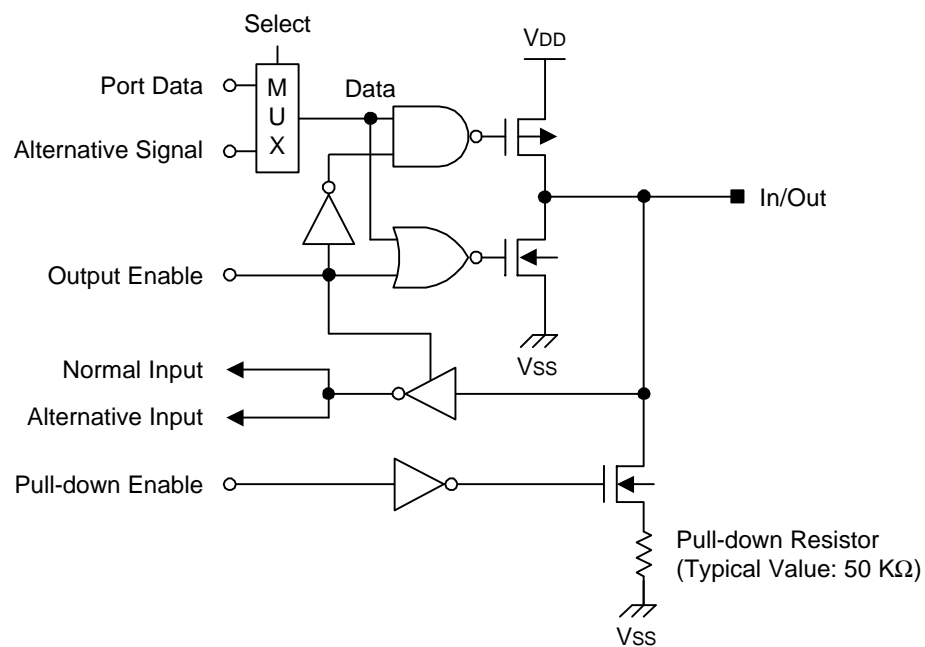 Select
VDD
Port Data
M
U
X
Data
Alternative Signal
In/Out
Output Enable
VSS
Normal Input
Alternative Input
Pull-down Enable
Pull-down Resistor
(Typical Value: 50 KΩ)
VSS